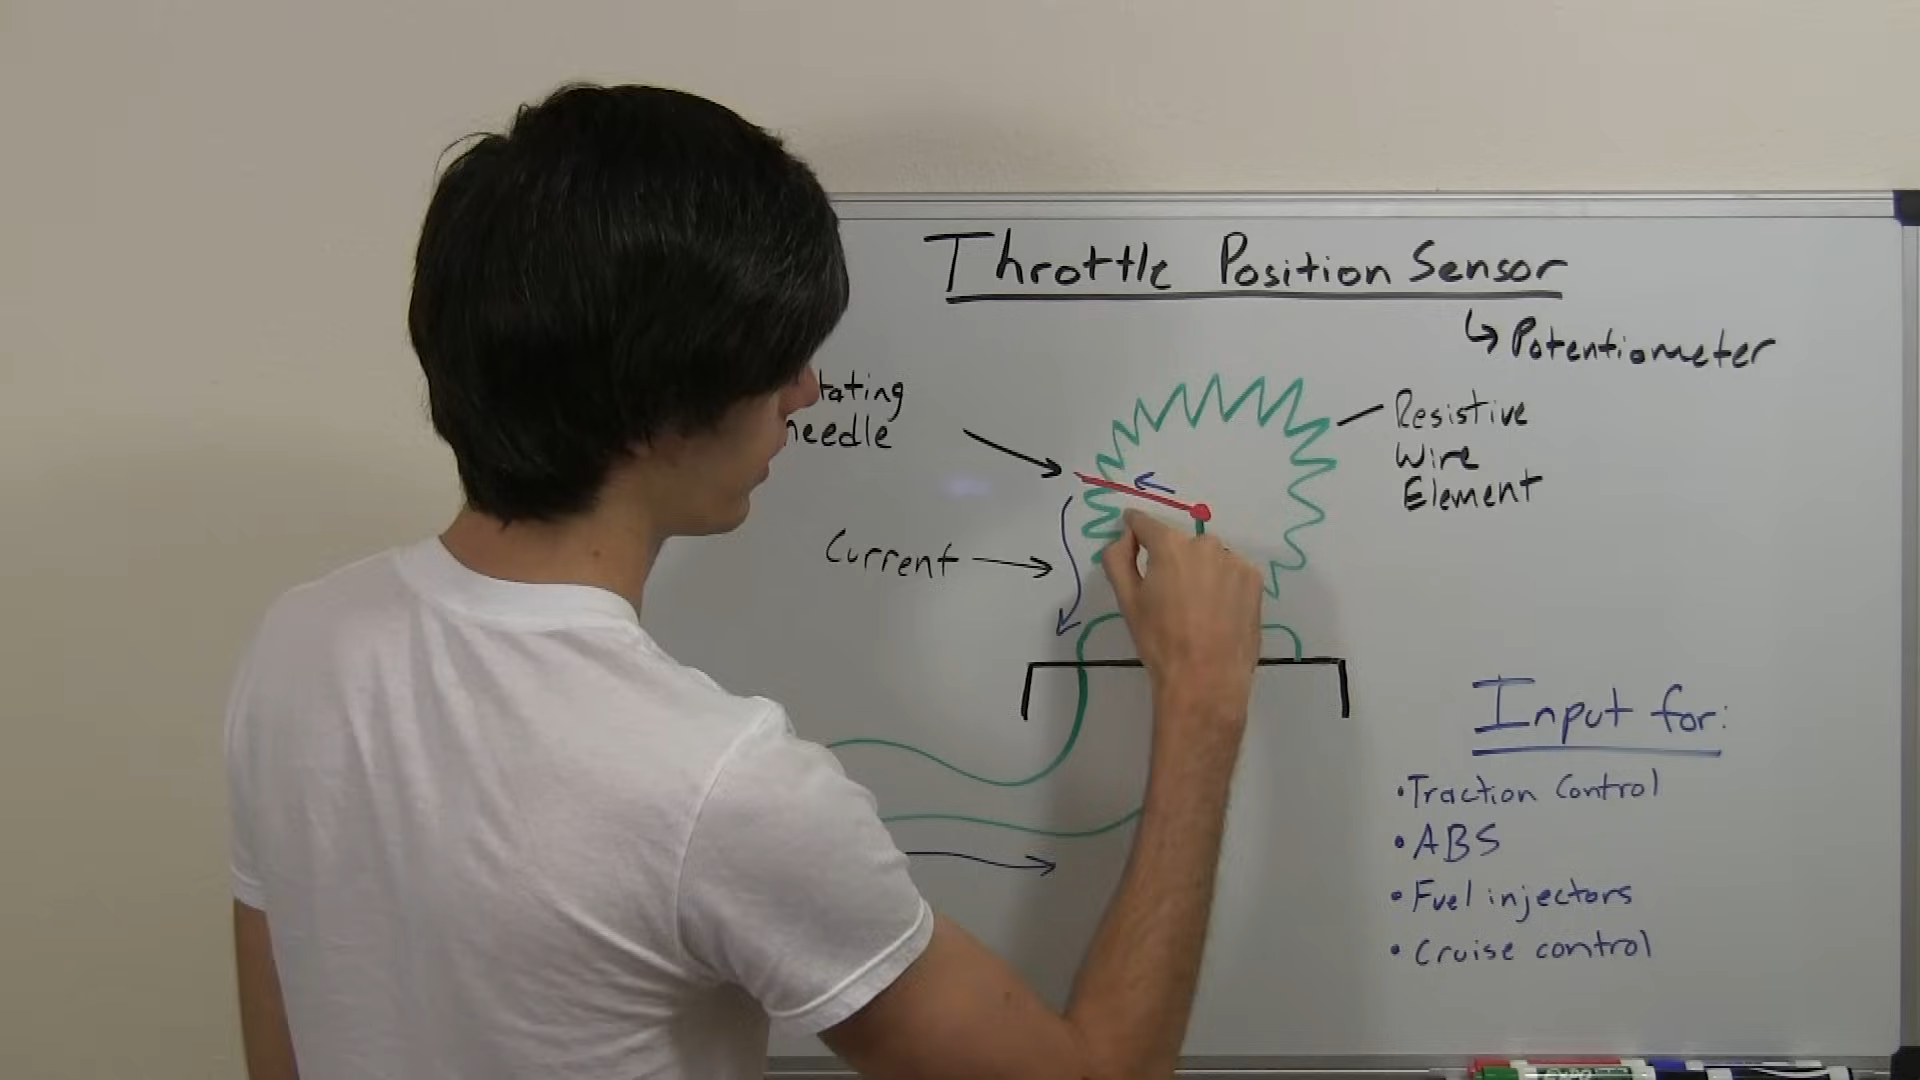 Throttle Position Sensor
↳ Potentiometer
tating
needle
Resistive
Wire
Element
Current
Input for:
• Traction Control
• ABS
• Fuel injectors
• Cruise control